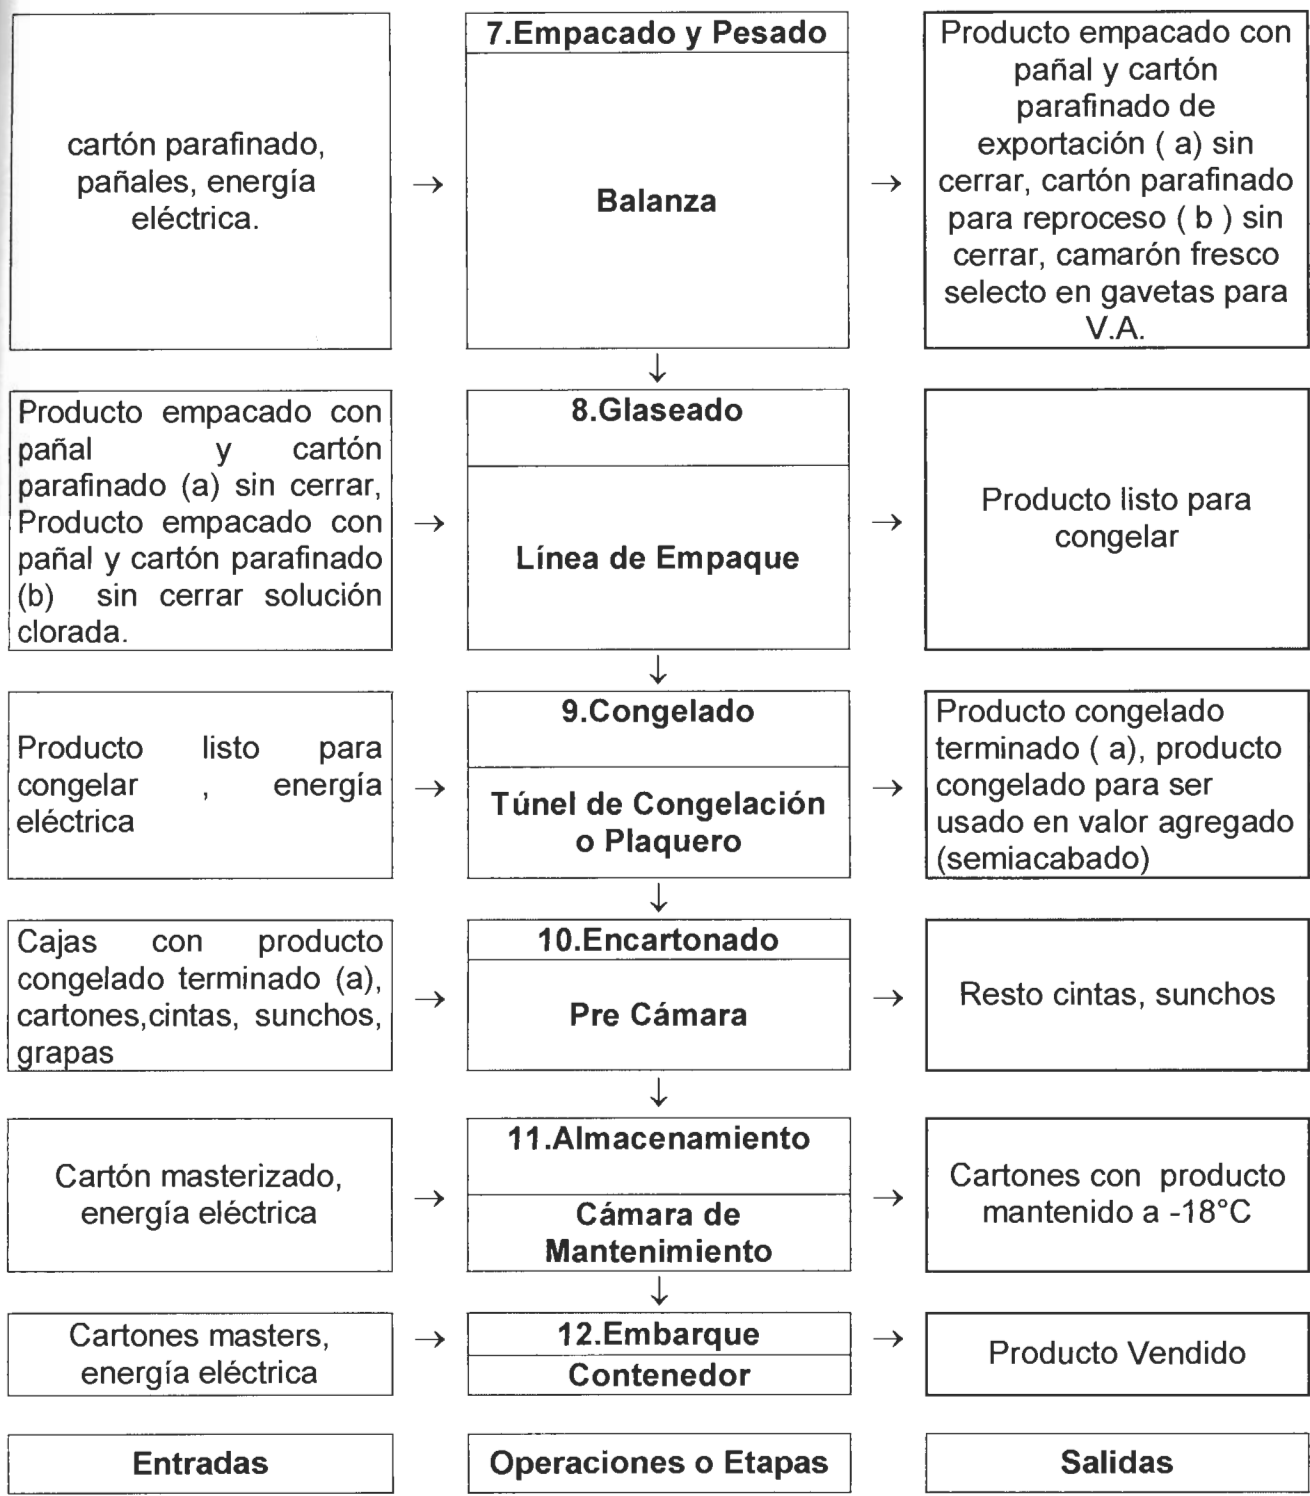 cartón parafinado,
pañales, energía
eléctrica.
→
7.Empacado y Pesado
Balanza
→
Producto empacado con
pañal y cartón
parafinado de
exportación ( a) sin
cerrar, cartón parafinado
para reproceso ( b ) sin
cerrar, camarón fresco
selecto en gavetas para
V.A.
↓
Producto empacado con
pañal y cartón
parafinado (a) sin cerrar,
Producto empacado con
pañal y cartón parafinado
(b) sin cerrar solución
clorada.
→
8.Glaseado
Línea de Empaque
→
Producto listo para
congelar
↓
Producto listo para
congelar , energía
eléctrica
→
9.Congelado
Túnel de Congelación
o Plaquero
→
Producto congelado
terminado ( a), producto
congelado para ser
usado en valor agregado
(semiacabado)
↓
Cajas con producto
congelado terminado (a),
cartones,cintas, sunchos,
grapas
→
10.Encartonado
Pre Cámara
→
Resto cintas, sunchos
↓
Cartón masterizado,
energía eléctrica
→
11.Almacenamiento
Cámara de
Mantenimiento
→
Cartones con producto
mantenido a -18°C
↓
Cartones masters,
energía eléctrica
→
12.Embarque
Contenedor
→
Producto Vendido
Entradas
Operaciones o Etapas
Salidas